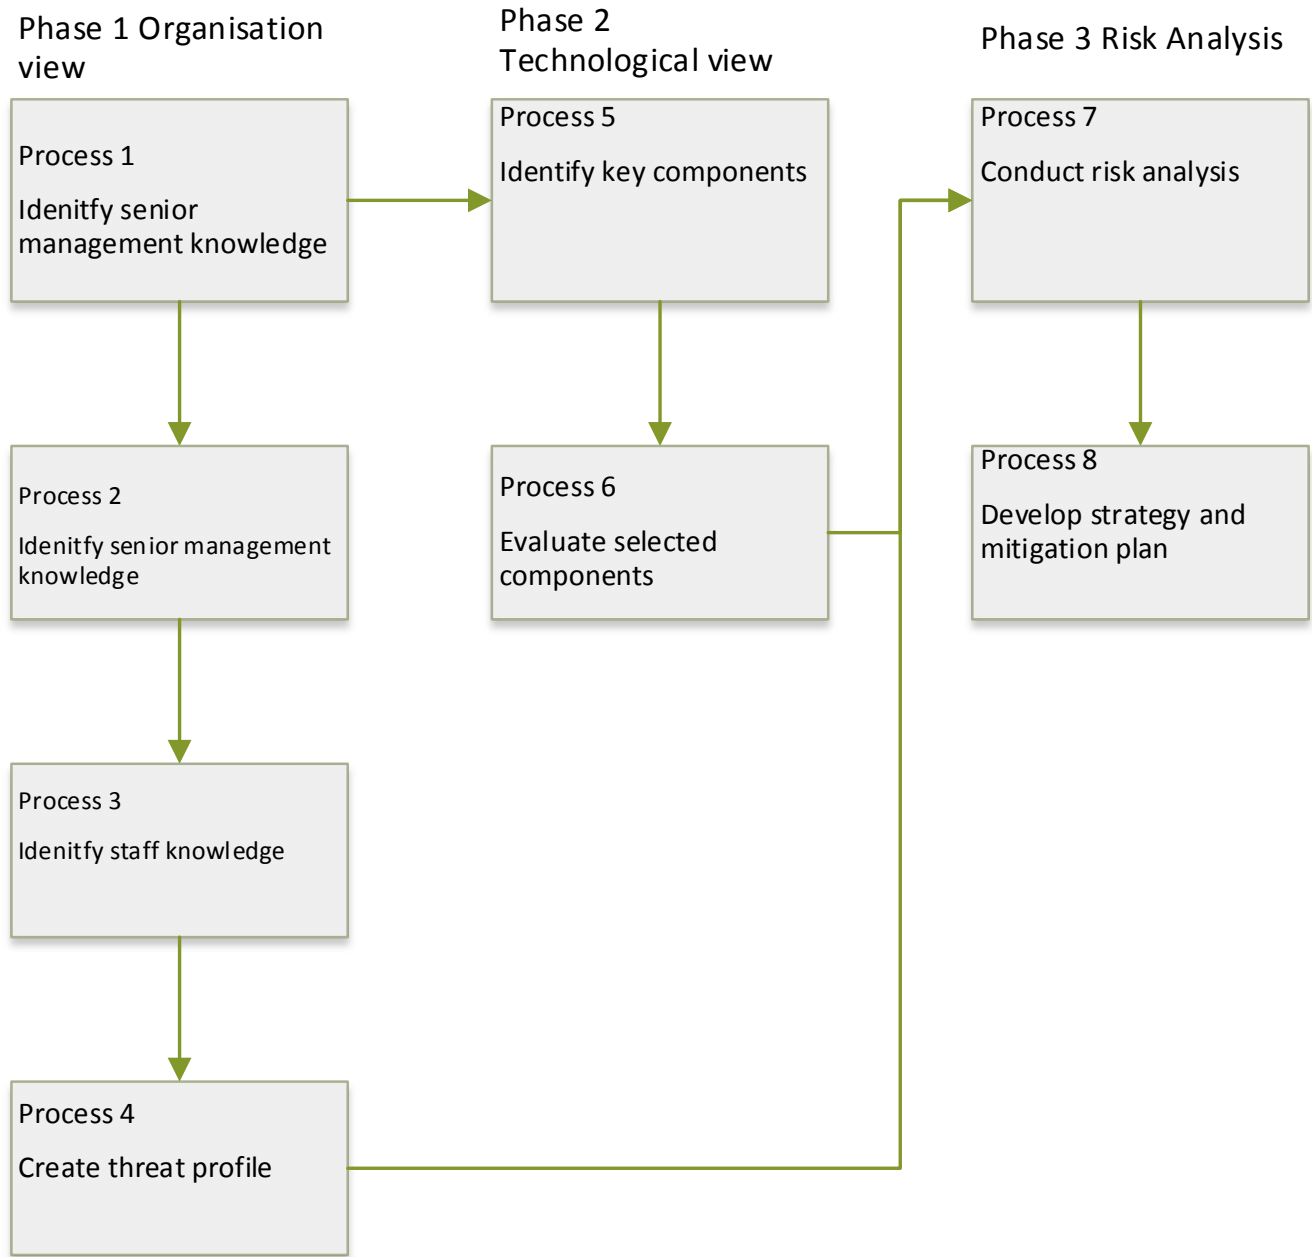 Phase 1 Organisation
view
Process 1
Idenitfy senior
management knowledge
Process 2
Idenitfy senior management
knowledge
Process 3
Idenitfy staff knowledge
Process 4
Create threat profile
Phase 2
Technological view
Process 5
Identify key components
Process 6
Evaluate selected
components
Phase 3 Risk Analysis
Process 7
Conduct risk analysis
Process 8
Develop strategy and
mitigation plan